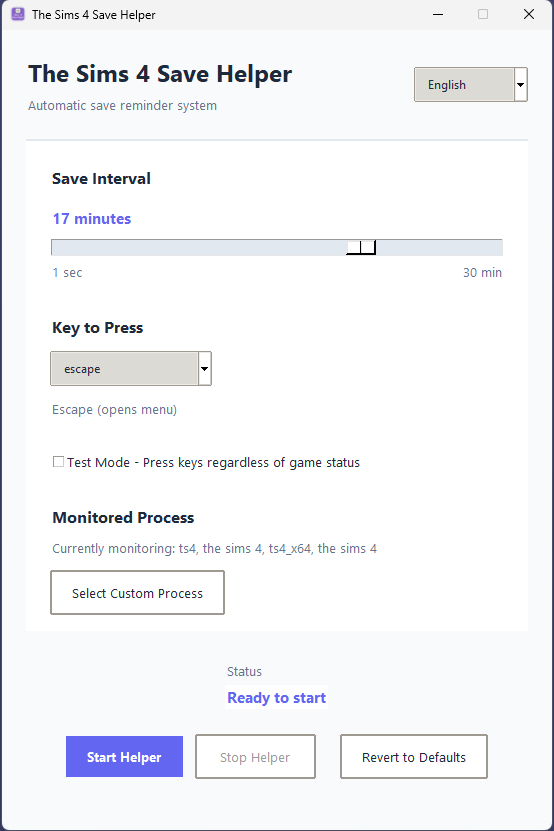 The Sims 4 Save Helper
The Sims 4 Save Helper
Automatic save reminder system
English
Save Interval
17 minutes
1 sec
30 min
Key to Press
escape
Escape (opens menu)
Test Mode - Press keys regardless of game status
Monitored Process
Currently monitoring: ts4, the sims 4, ts4_x64, the sims 4
Select Custom Process
Status
Ready to start
Start Helper
Stop Helper
Revert to Defaults